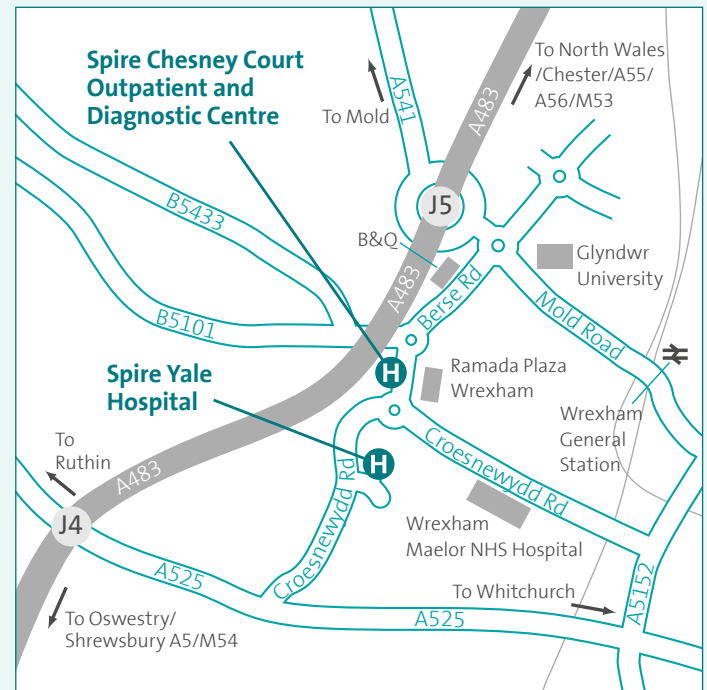 Spire Chesney Court
Outpatient and
Diagnostic Centre
To North Wales
/Chester/A55/
A56/M53
A483
A541
To Mold
J5
B5433
B&Q
Glyndwr
University
A483
Berse Rd
Mold Road
B5101
H
Ramada Plaza
Wrexham
Spire Yale
Hospital
Wrexham
General
Station
Croesnewydd Rd
H
To
Ruthin
A483
Croesnewydd Rd
J4
Wrexham
Maelor NHS Hospital
A525
To Whitchurch
A5152
A525
To Oswestry/
Shrewsbury A5/M54